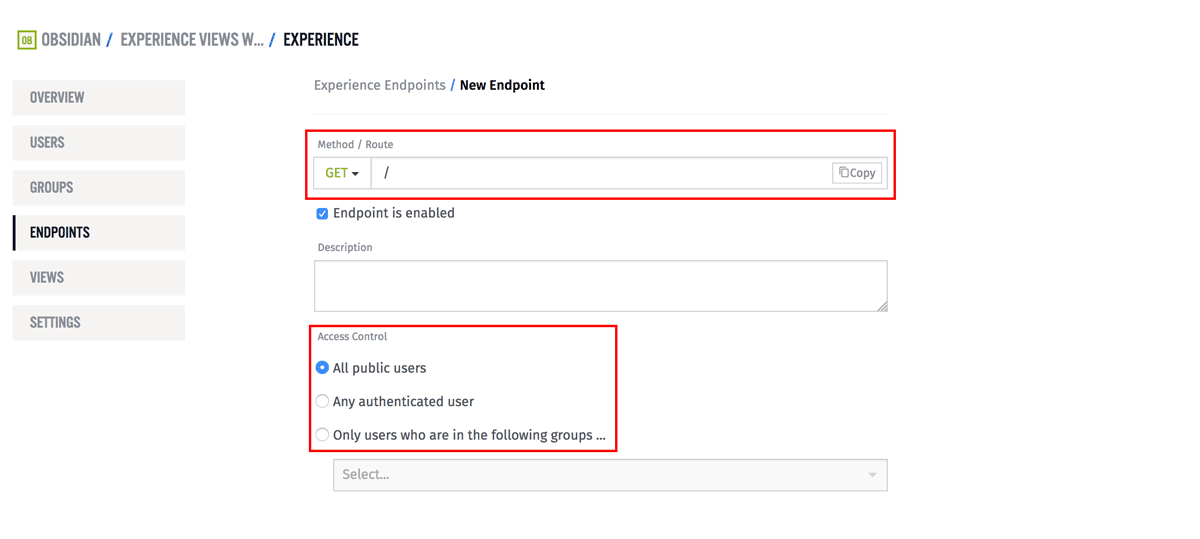 OB OBSIDIAN / EXPERIENCE VIEWS W... / EXPERIENCE
OVERVIEW
USERS
GROUPS
ENDPOINTS
VIEWS
SETTINGS
Experience Endpoints / New Endpoint
Method / Route
GET / Copy
Endpoint is enabled
Description
Access Control
All public users
Any authenticated user
Only users who are in the following groups ...
Select...